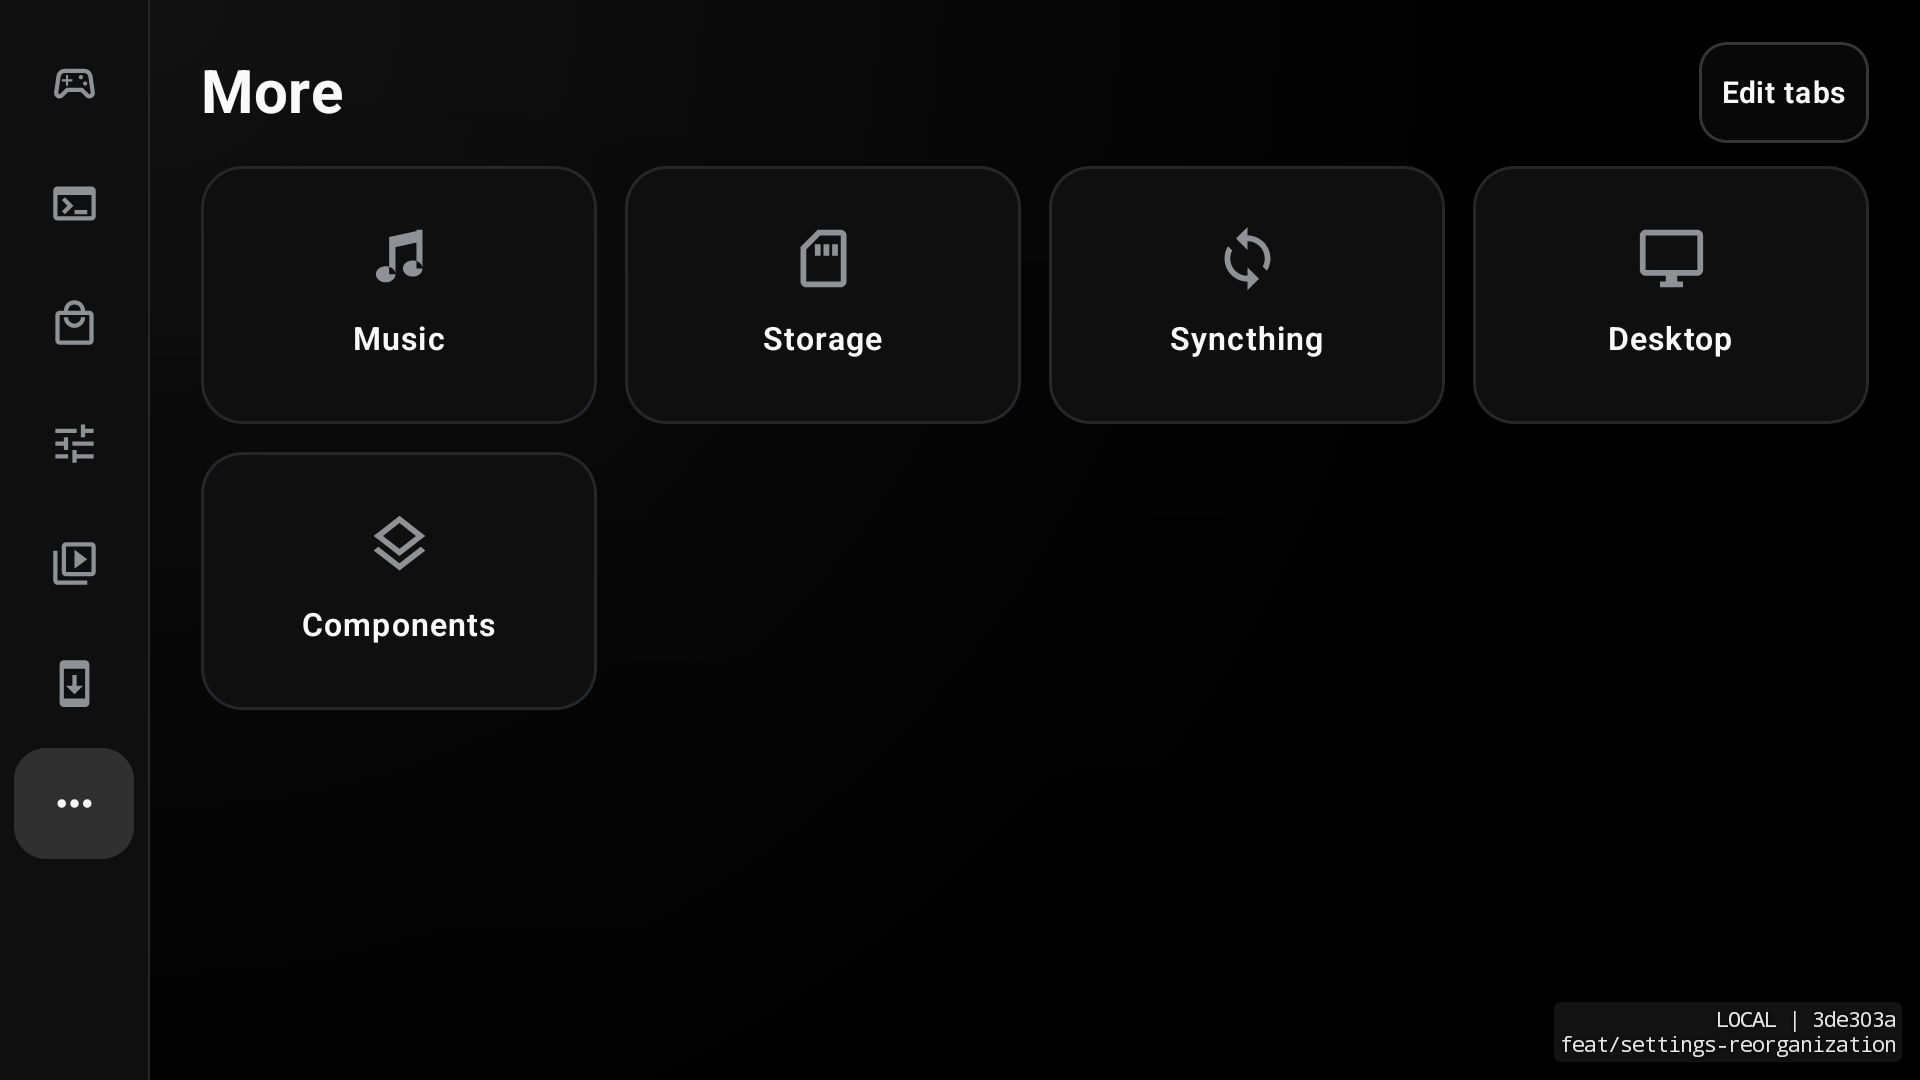 More
Edit tabs
Music
Storage
Syncthing
Desktop
Components
LOCAL | 3de303a
feat/settings-reorganization